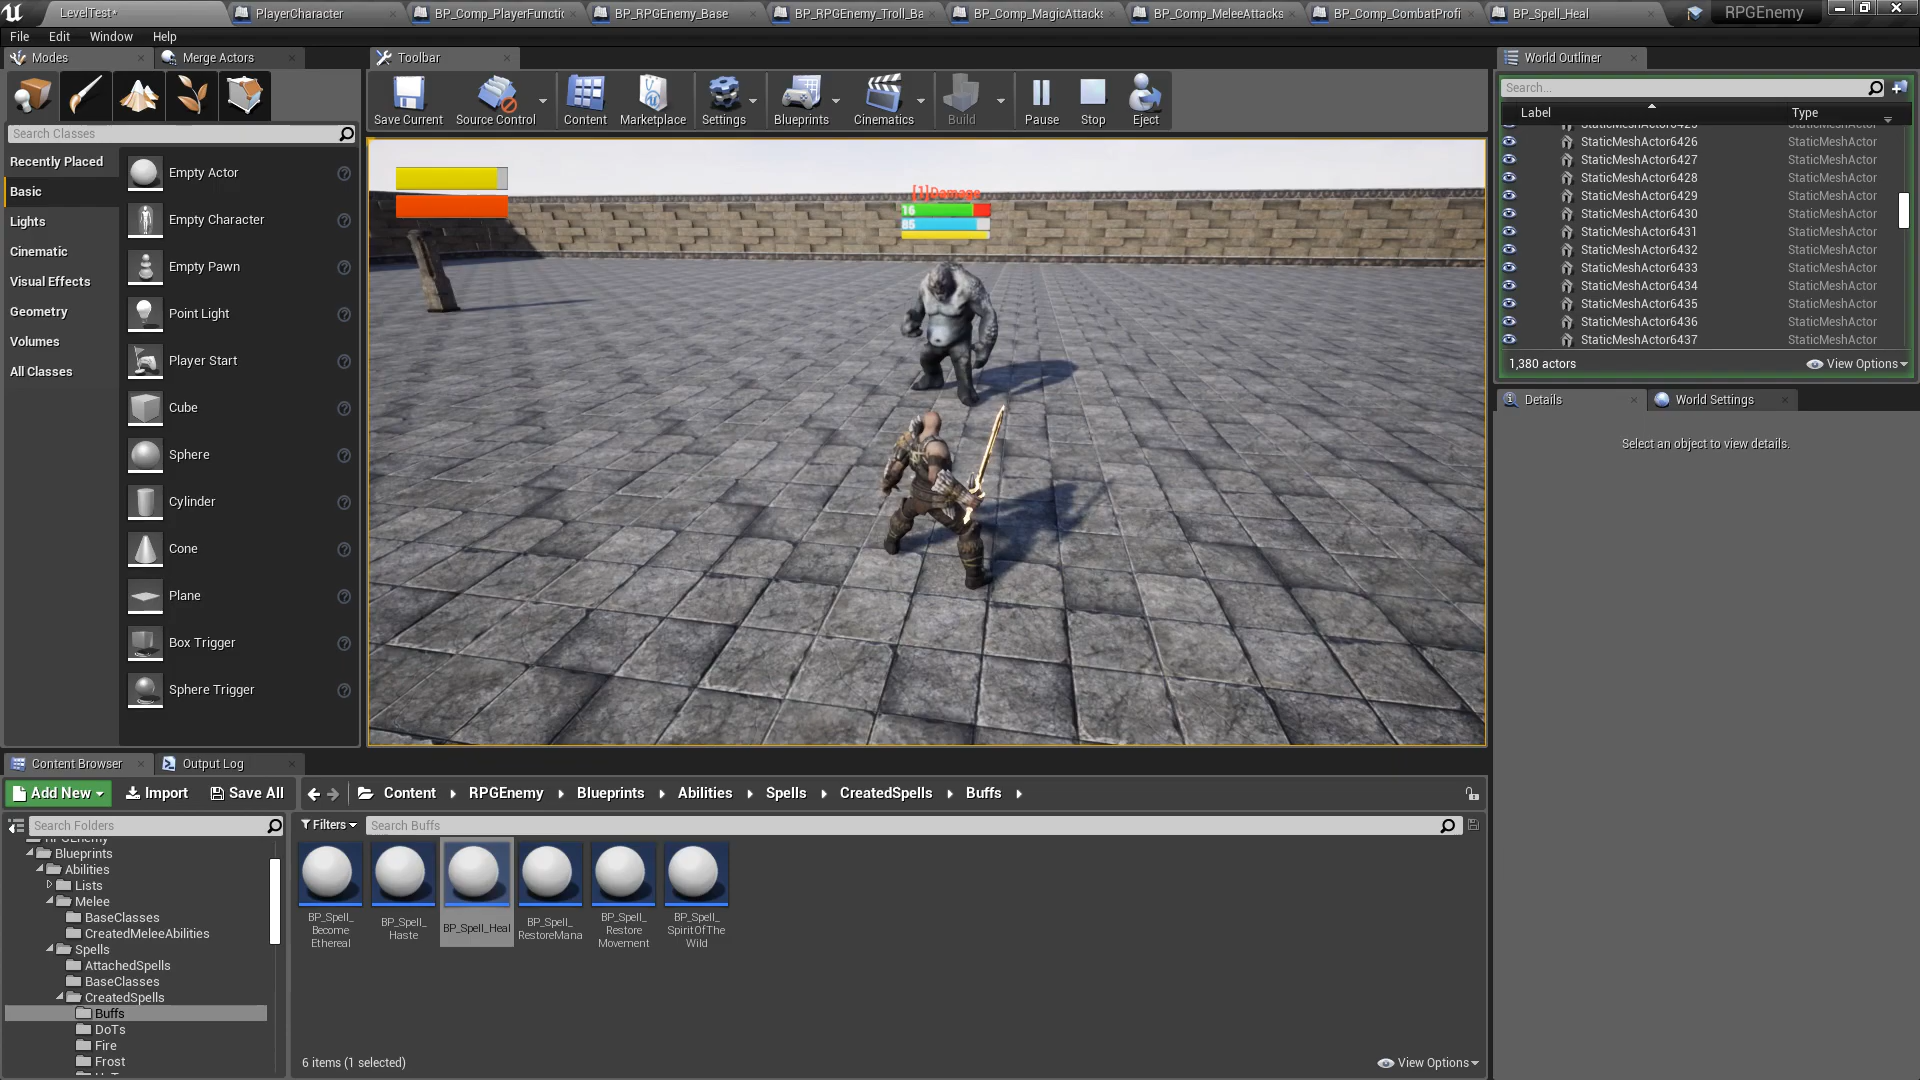 LevelTest*
PlayerCharacter
BP_Comp_PlayerFunctic
BP_RPGEnemy_Base
BP_RPGEnemy_Troll_Ba
BP_Comp_MagicAttacks
BP_Comp_MeleeAttacks
BP_Comp_CombatProfi
BP_Spell_Heal
RPGEnemy
File Edit Window Help
Modes
Merge Actors
Toolbar
World Outliner
Save Current
Source Control
Content
Marketplace
Settings
Blueprints
Cinematics
Build
Pause
Stop
Eject
Search Classes
Recently Placed
Basic
Lights
Cinematic
Visual Effects
Geometry
Volumes
All Classes
Empty Actor
Empty Character
Empty Pawn
Point Light
Player Start
Cube
Sphere
Cylinder
Cone
Plane
Box Trigger
Sphere Trigger
[1]Damage
16
85
Search...
Label Type
StaticMeshActor6426 StaticMeshActor
StaticMeshActor6427 StaticMeshActor
StaticMeshActor6428 StaticMeshActor
StaticMeshActor6429 StaticMeshActor
StaticMeshActor6430 StaticMeshActor
StaticMeshActor6431 StaticMeshActor
StaticMeshActor6432 StaticMeshActor
StaticMeshActor6433 StaticMeshActor
StaticMeshActor6434 StaticMeshActor
StaticMeshActor6435 StaticMeshActor
StaticMeshActor6436 StaticMeshActor
StaticMeshActor6437 StaticMeshActor
1,380 actors
View Options
Details
World Settings
Select an object to view details.
Content Browser
Output Log
Add New
Import
Save All
Content
RPGEnemy
Blueprints
Abilities
Spells
CreatedSpells
Buffs
Search Folders
Blueprints
Abilities
Lists
Melee
BaseClasses
CreatedMeleeAbilities
Spells
AttachedSpells
BaseClasses
CreatedSpells
Buffs
DoTs
Fire
Frost
Filters
Search Buffs
BP_Spell_
Become
Ethereal
BP_Spell_
Haste
BP_Spell_Heal
BP_Spell_
RestoreMana
BP_Spell_
Restore
Movement
BP_Spell_
SpiritOfThe
Wild
6 items (1 selected)
View Options